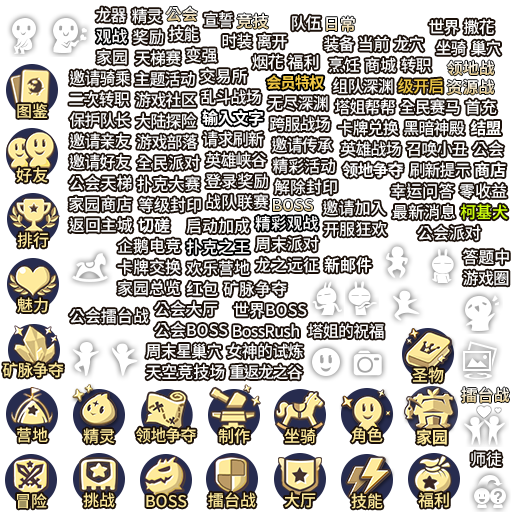 龙器 精灵 公会 宣誓 竞技 队伍 日常 世界 撒花
观战 奖励 技能 时装 离开 装备 当前 龙穴 坐骑 巢穴
家园 天梯赛 变强 烟花 福利 烹饪 商城 转职 领地战
邀请骑乘 主题活动 交易所 会员特权 组队深渊 级开启 资源战
二次转职 游戏社区 乱斗战场 无尽深渊 塔姐帮帮 全民赛马 首充
图鉴
保护队长 大陆探险 输入文字 跨服战场 卡牌兑换 黑暗神殿 结盟
邀请亲友 游戏部落 请求刷新 邀请传承 英雄战场 召唤小丑 公会
邀请好友 全民派对 英雄峡谷 精彩活动 领地争夺 刷新提示 商店
好友
公会天梯 扑克大赛 登录奖励 解除封印 幸运问答 零收益
家园商店 等级封印 战队联赛 BOSS 邀请加入 最新消息 柯基犬
返回主城 切磋 启动加成 精彩观战 开服狂欢 公会派对
排行
企鹅电竞 扑克之王 周末派对 答题中
卡牌交换 欢乐营地 龙之远征 新邮件 游戏圈
家园总览 红包 矿脉争夺
魅力
公会擂台战 公会大厅 世界BOSS
公会BOSS BossRush 塔姐的祝福
周末星巢穴 女神的试炼
矿脉争夺 天空竞技场 重返龙之谷 圣物
擂台战
营地 精灵 领地争夺 制作 坐骑 角色 家园
师徒
冒险 挑战 BOSS 擂台战 大厅 技能 福利